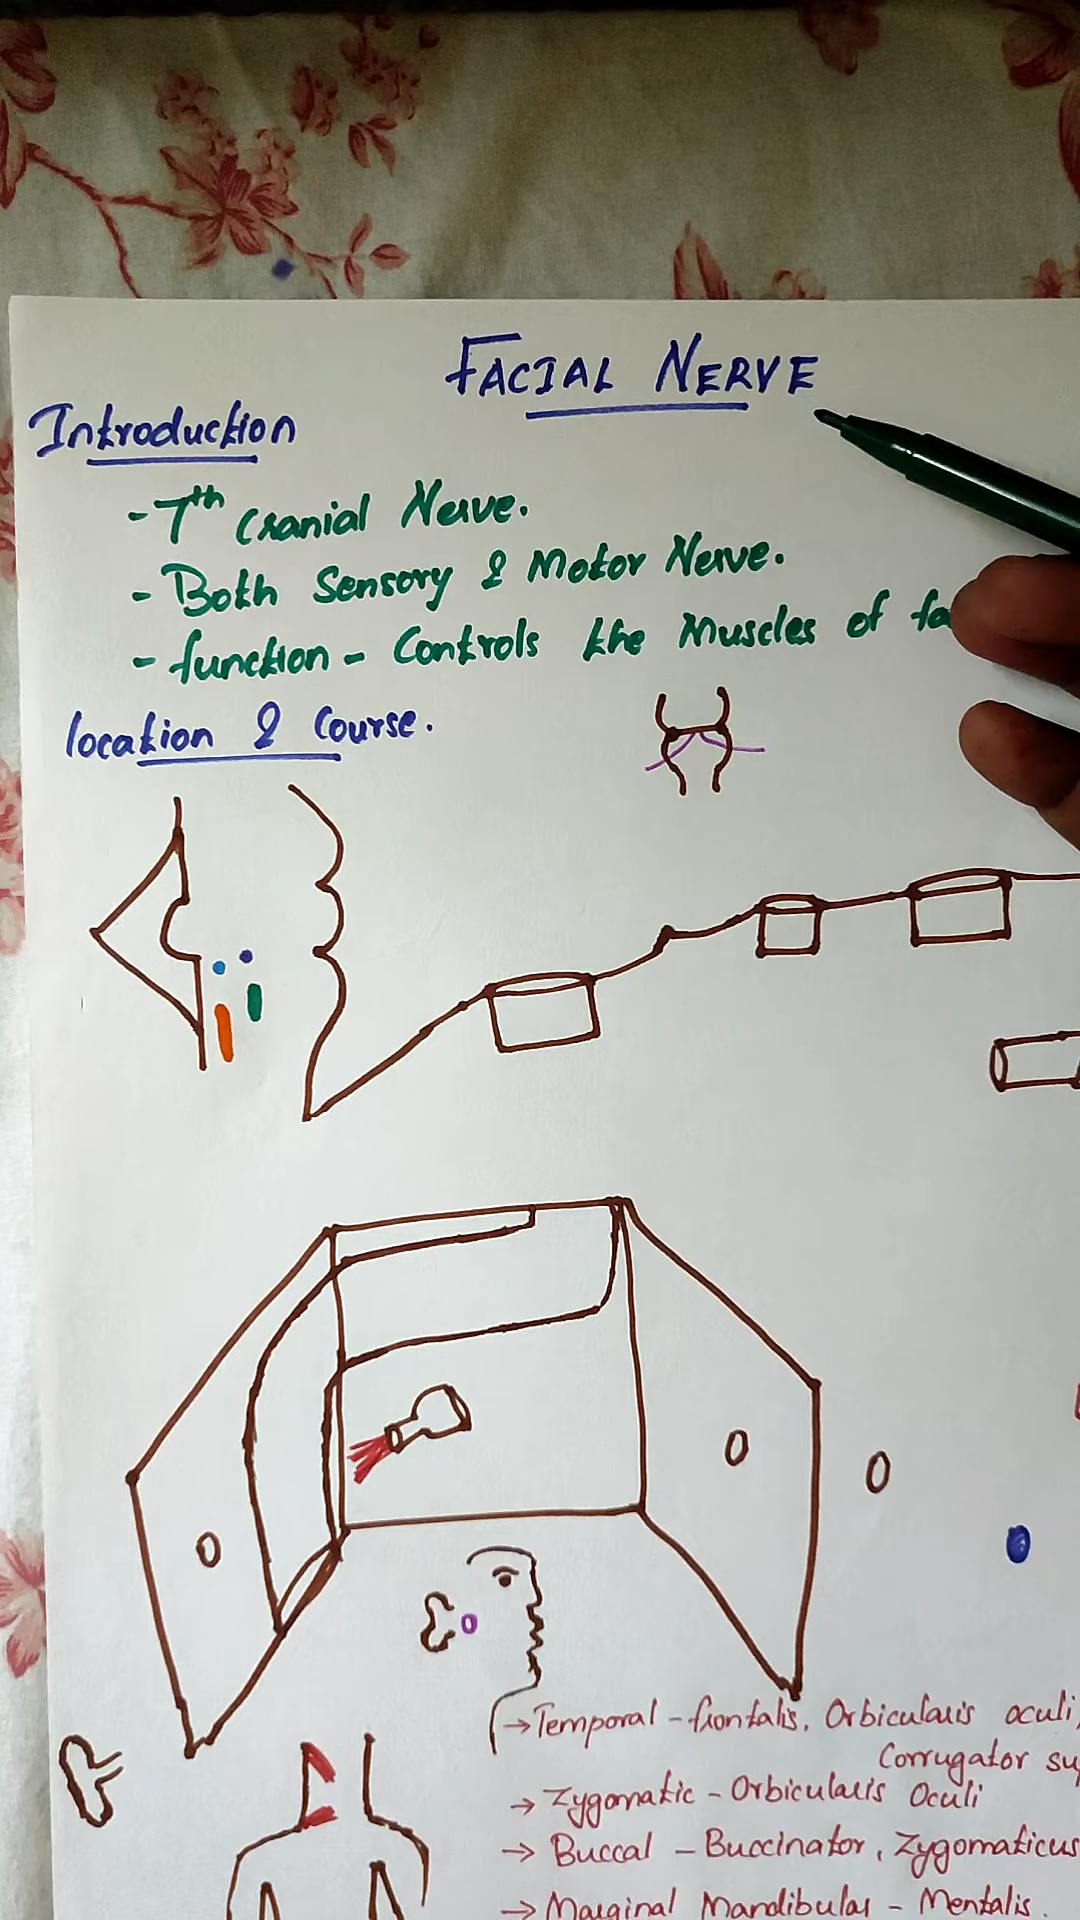 FACIAL NERVE
Introduction
- 7th Cranial Nerve.
- Both Sensory & Motor Nerve.
- function - Controls the Muscles of fa
location & Course.
→ Temporal - frontalis, Orbicularis oculi,
Corrugator su
→ Zygomatic - Orbicularis Oculi
→ Buccal - Buccinator, Zygomaticus
→ Marginal Mandibular - Mentalis.